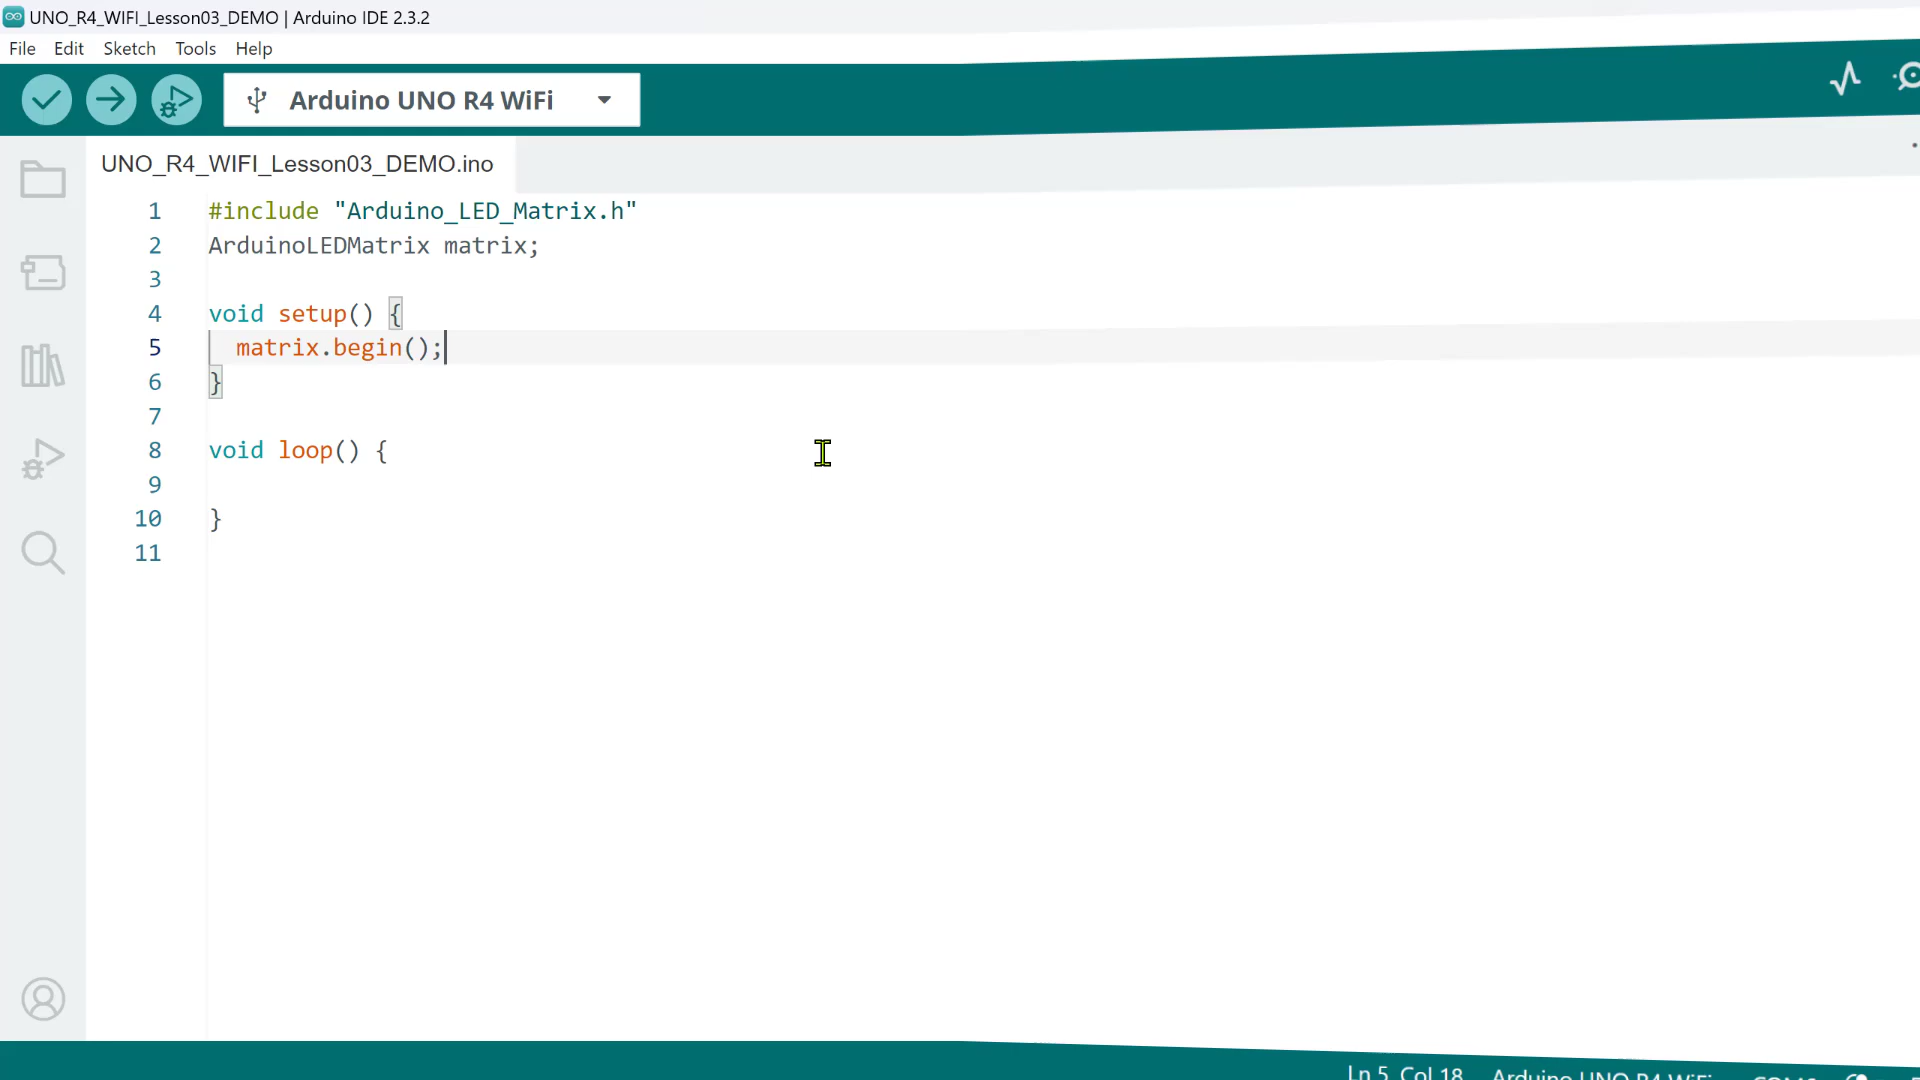 UNO_R4_WIFI_Lesson03_DEMO | Arduino IDE 2.3.2
File Edit Sketch Tools Help
Arduino UNO R4 WiFi
UNO_R4_WIFI_Lesson03_DEMO.ino
1 #include "Arduino_LED_Matrix.h"
2 ArduinoLEDMatrix matrix;
3
4 void setup() {
5 matrix.begin();
6 }
7
8 void loop() {
9
10 }
11
Ln 5, Col 18 Arduino UNO R4 WiFi